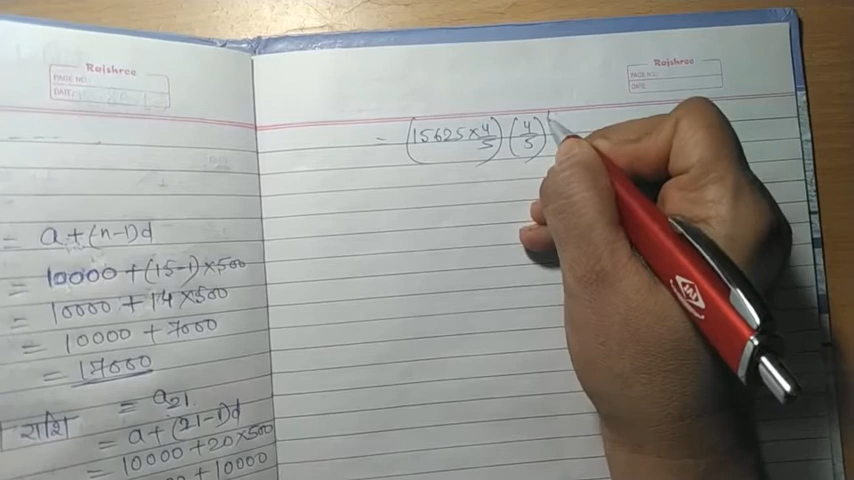 Rajshree
PAGE NO.
DATE:
= a+(n-1)d
= 10000+(15-1)×500
= 10000+14×500
= 10000+7000
= 17000
राशि = a21
= a+(21-1)d
= 10000+20×500
+10000
Rajshree
PAGE NO.
DATE:
= (15625×4/5)(4/5)